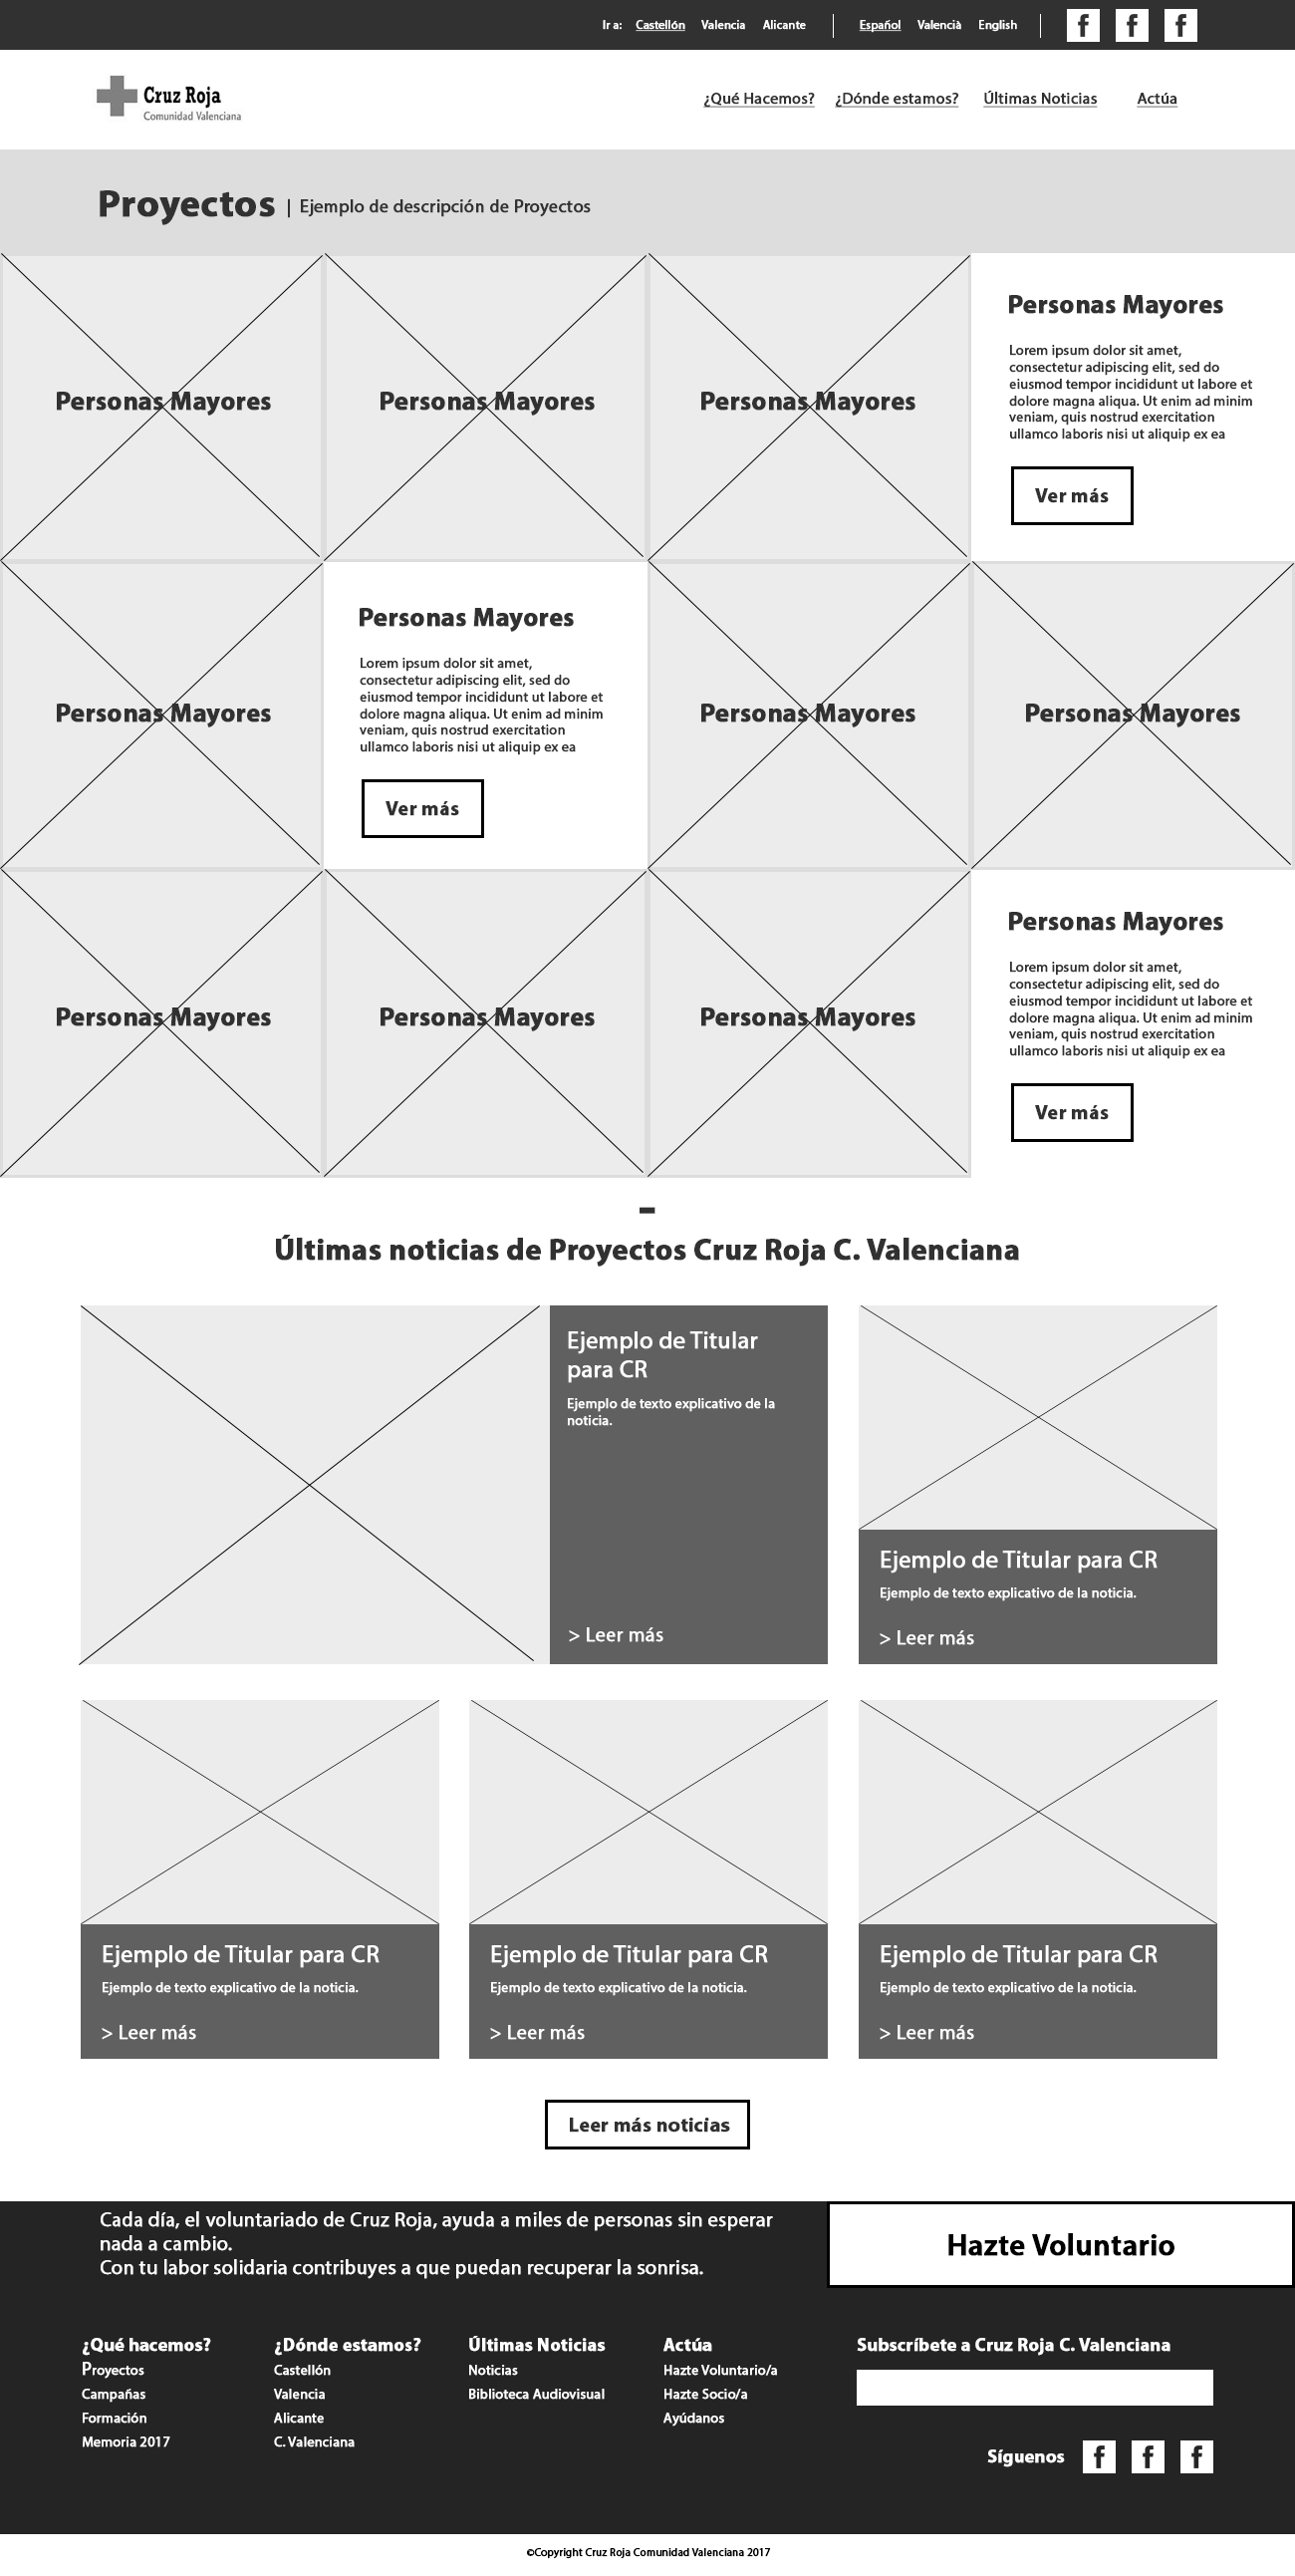 Ir a: Castellón Valencia Alicante Español Valencià English
Cruz Roja
Comunidad Valenciana
¿Qué Hacemos? ¿Dónde estamos? Últimas Noticias Actúa
Proyectos | Ejemplo de descripción de Proyectos
Personas Mayores
Personas Mayores
Personas Mayores
Personas Mayores
Lorem ipsum dolor sit amet,
consectetur adipiscing elit, sed do
eiusmod tempor incididunt ut labore et
dolore magna aliqua. Ut enim ad minim
veniam, quis nostrud exercitation
ullamco laboris nisi ut aliquip ex ea
Ver más
Personas Mayores
Personas Mayores
Lorem ipsum dolor sit amet,
consectetur adipiscing elit, sed do
eiusmod tempor incididunt ut labore et
dolore magna aliqua. Ut enim ad minim
veniam, quis nostrud exercitation
ullamco laboris nisi ut aliquip ex ea
Ver más
Personas Mayores
Personas Mayores
Personas Mayores
Personas Mayores
Personas Mayores
Personas Mayores
Lorem ipsum dolor sit amet,
consectetur adipiscing elit, sed do
eiusmod tempor incididunt ut labore et
dolore magna aliqua. Ut enim ad minim
veniam, quis nostrud exercitation
ullamco laboris nisi ut aliquip ex ea
Ver más
Últimas noticias de Proyectos Cruz Roja C. Valenciana
Ejemplo de Titular
para CR
Ejemplo de texto explicativo de la
noticia.
> Leer más
Ejemplo de Titular para CR
Ejemplo de texto explicativo de la noticia.
> Leer más
Ejemplo de Titular para CR
Ejemplo de texto explicativo de la noticia.
> Leer más
Ejemplo de Titular para CR
Ejemplo de texto explicativo de la noticia.
> Leer más
Ejemplo de Titular para CR
Ejemplo de texto explicativo de la noticia.
> Leer más
Leer más noticias
Cada día, el voluntariado de Cruz Roja, ayuda a miles de personas sin esperar
nada a cambio.
Con tu labor solidaria contribuyes a que puedan recuperar la sonrisa.
Hazte Voluntario
¿Qué hacemos?
Proyectos
Campañas
Formación
Memoria 2017
¿Dónde estamos?
Castellón
Valencia
Alicante
C. Valenciana
Últimas Noticias
Noticias
Biblioteca Audiovisual
Actúa
Hazte Voluntario/a
Hazte Socio/a
Ayúdanos
Subscríbete a Cruz Roja C. Valenciana
Síguenos
©Copyright Cruz Roja Comunidad Valenciana 2017